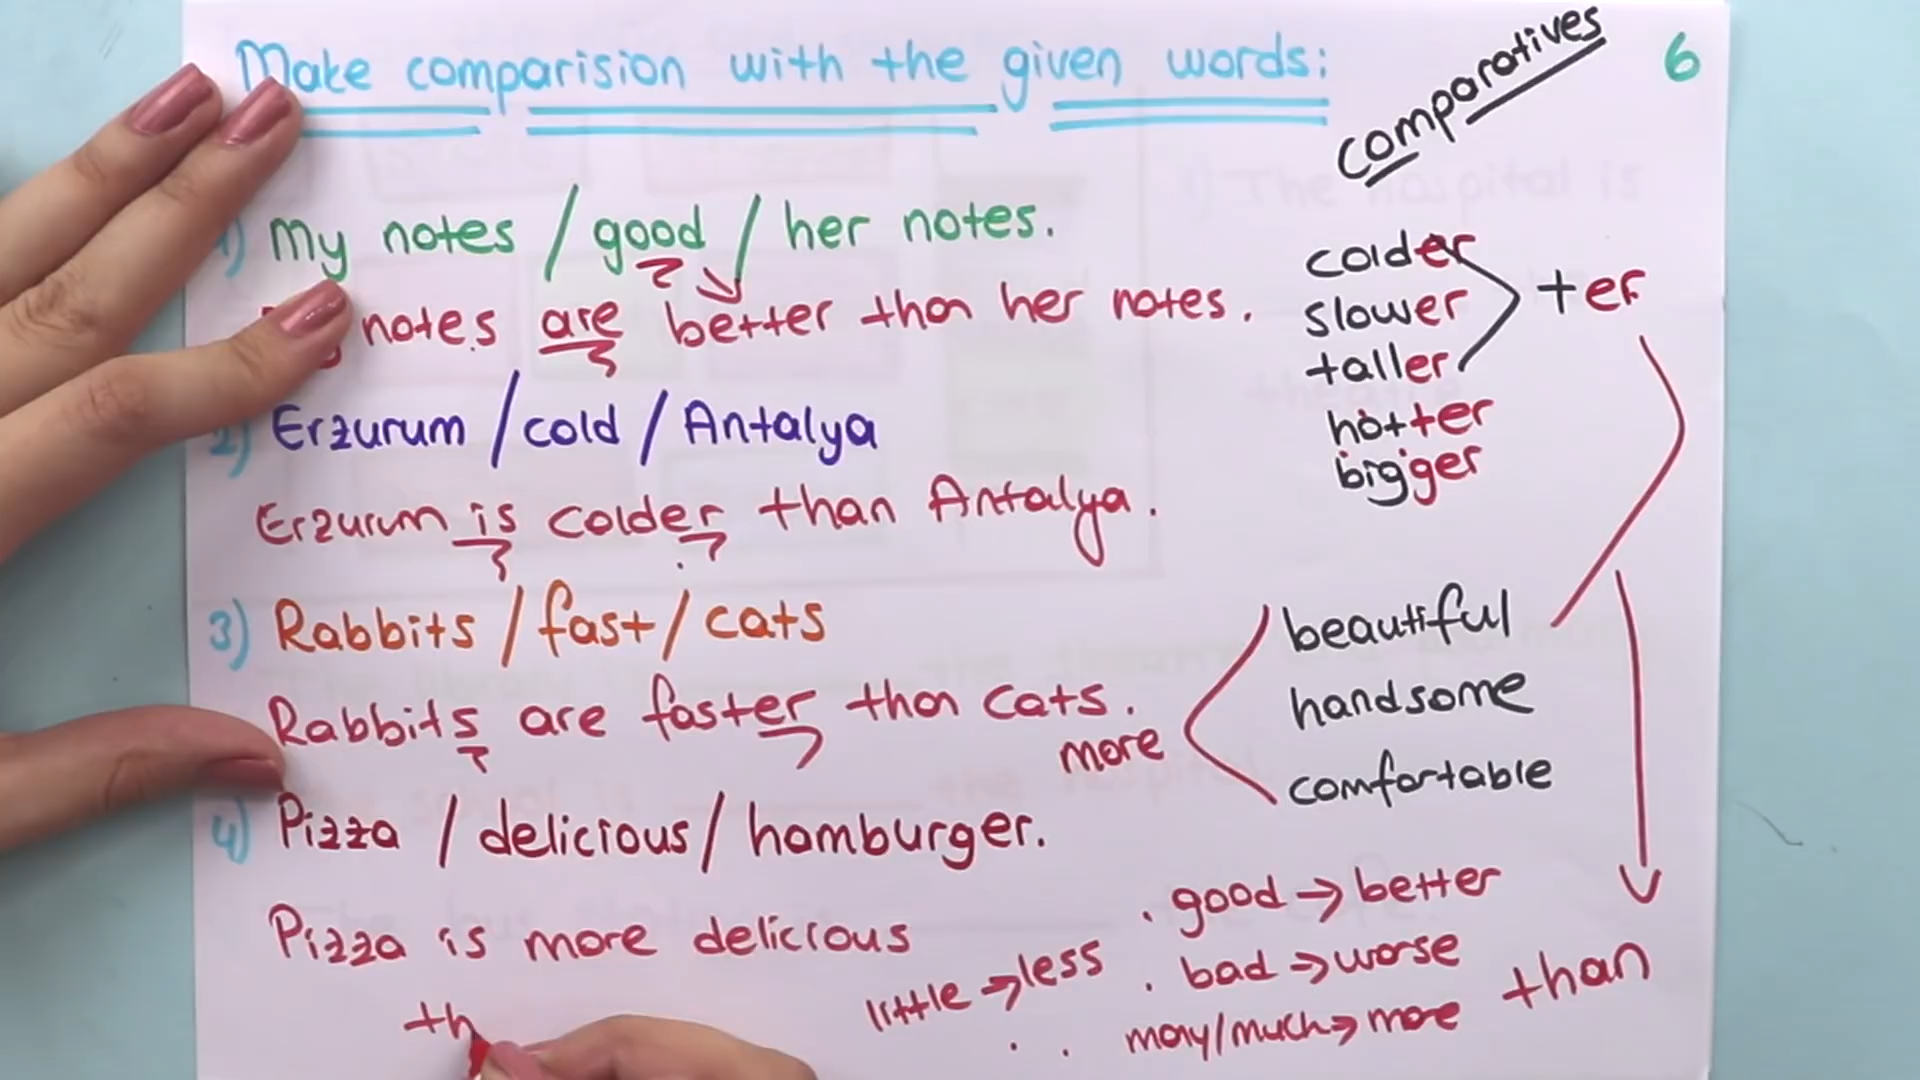 Make comparision with the given words:
comparatives
6
1) My notes / good / her notes.
notes are better than her notes.
2) Erzurum / cold / Antalya
Erzurum is colder than Antalya.
3) Rabbits / fast / cats
Rabbits are faster than cats.
4) Pizza / delicious / hamburger.
Pizza is more delicious
th
colder
slower
taller
+er
hotter
bigger
more
beautiful
handsome
comfortable
. good → better
little → less
. bad → worse
many/much → more
than